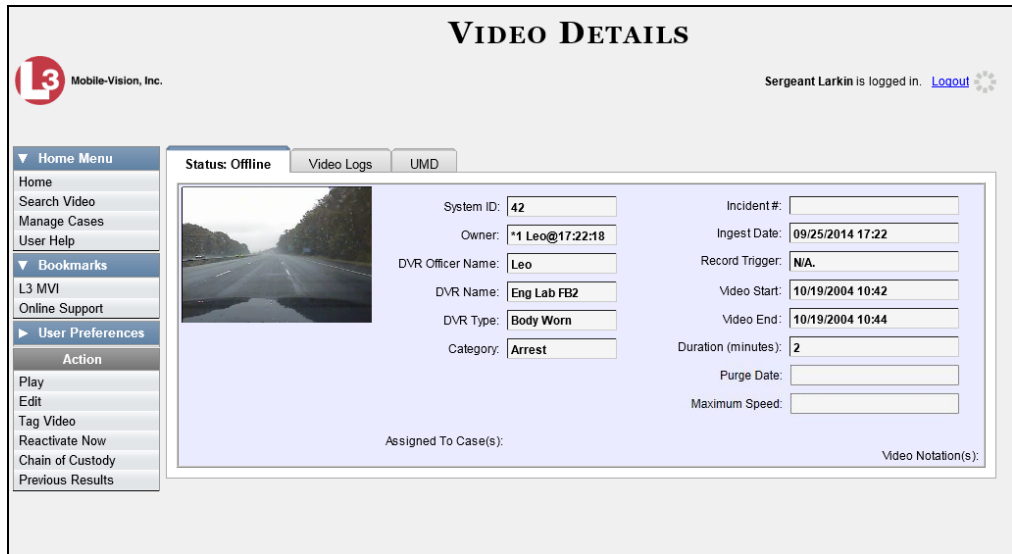 VIDEO DETAILS
L3 Mobile-Vision, Inc.
Sergeant Larkin is logged in. Logout
▼ Home Menu
Home
Search Video
Manage Cases
User Help
▼ Bookmarks
L3 MVI
Online Support
▶ User Preferences
Action
Play
Edit
Tag Video
Reactivate Now
Chain of Custody
Previous Results
Status: Offline Video Logs UMD
System ID: 42
Owner: *1 Leo@17:22:18
DVR Officer Name: Leo
DVR Name: Eng Lab FB2
DVR Type: Body Worn
Category: Arrest
Incident #:
Ingest Date: 09/25/2014 17:22
Record Trigger: N/A.
Video Start: 10/19/2004 10:42
Video End: 10/19/2004 10:44
Duration (minutes): 2
Purge Date:
Maximum Speed:
Assigned To Case(s):
Video Notation(s):